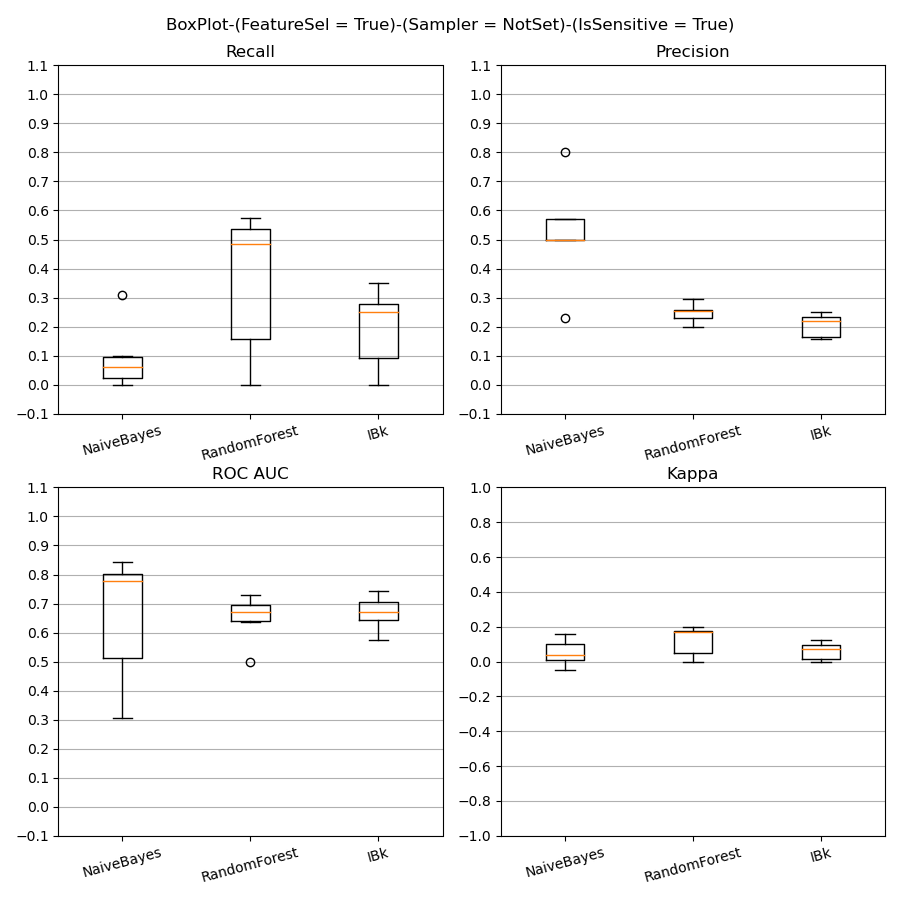 BoxPlot-(FeatureSel = True)-(Sampler = NotSet)-(IsSensitive = True)
Recall
1.1
1.0
0.9
0.8
0.7
0.6
0.5
0.4
0.3
0.2
0.1
0.0
−0.1
NaiveBayes
RandomForest
IBk
Precision
1.1
1.0
0.9
0.8
0.7
0.6
0.5
0.4
0.3
0.2
0.1
0.0
−0.1
NaiveBayes
RandomForest
IBk
ROC AUC
1.1
1.0
0.9
0.8
0.7
0.6
0.5
0.4
0.3
0.2
0.1
0.0
−0.1
NaiveBayes
RandomForest
IBk
Kappa
1.0
0.8
0.6
0.4
0.2
0.0
−0.2
−0.4
−0.6
−0.8
−1.0
NaiveBayes
RandomForest
IBk